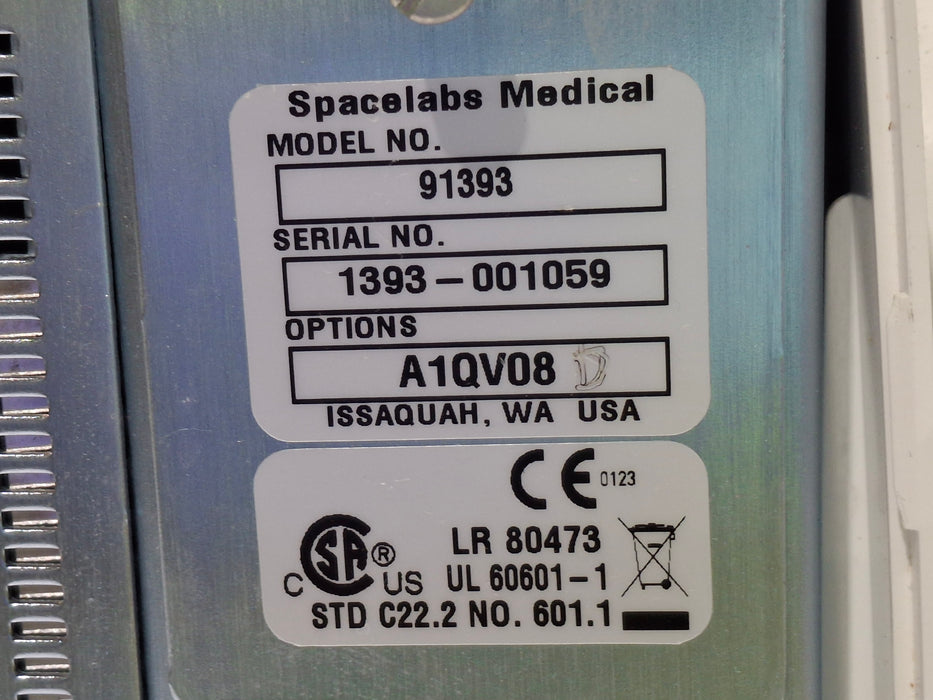 Spacelabs Medical
MODEL NO.
91393
SERIAL NO.
1393-001059
OPTIONS
A1QV08 D
ISSAQUAH, WA USA
CE 0123
CSA ® LR 80473
C US UL 60601-1
STD C22.2 NO. 601.1